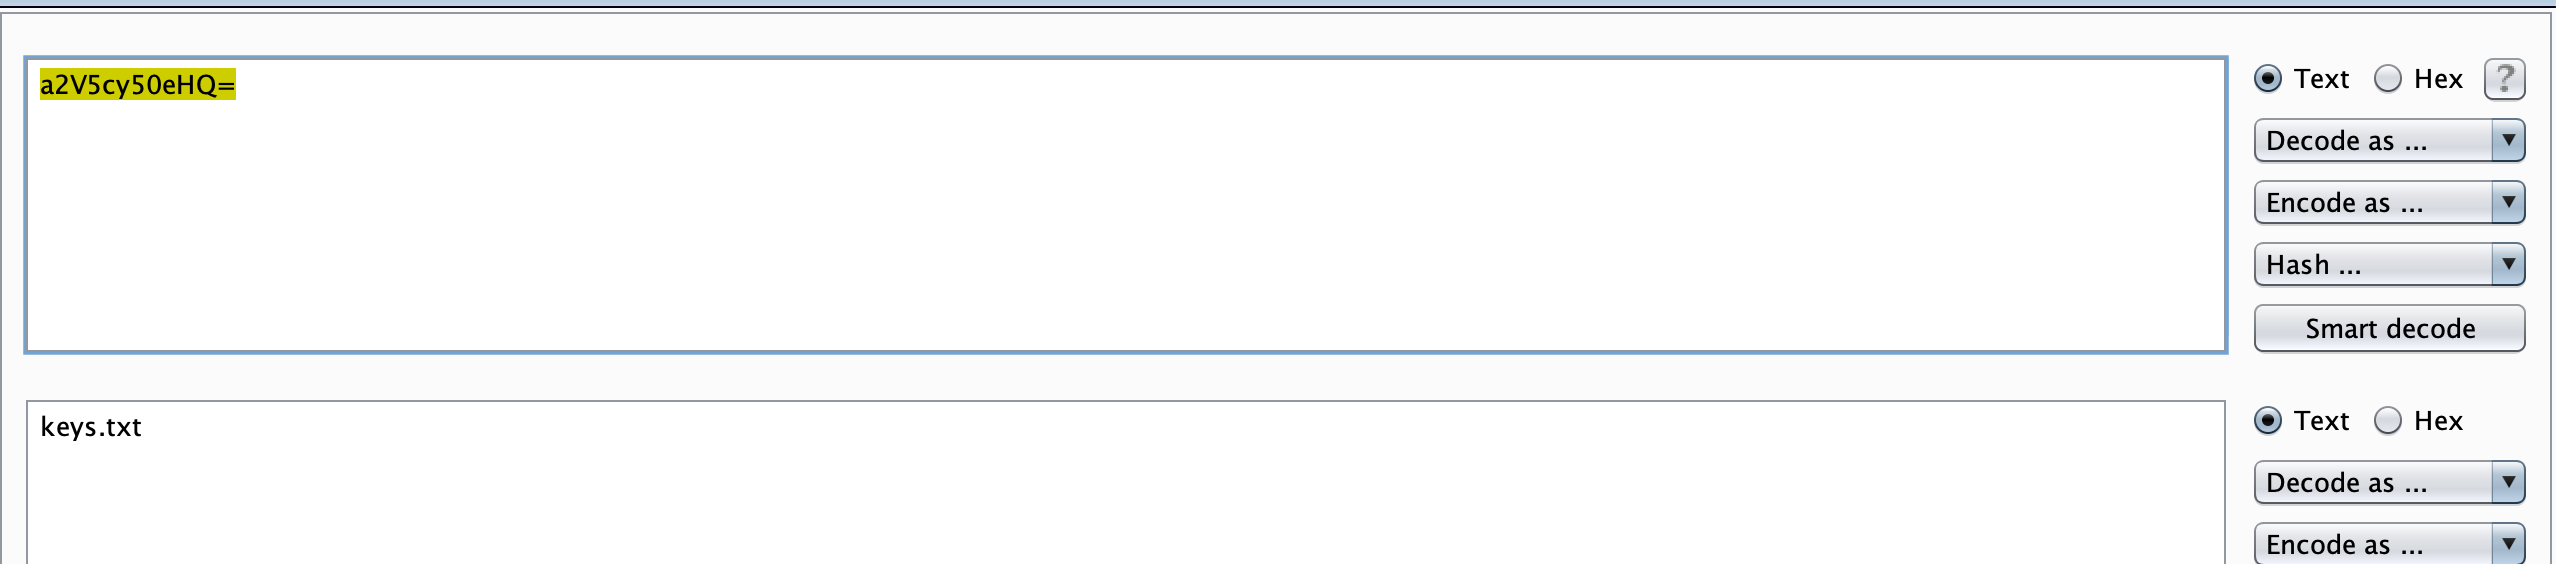 a2V5cy50eHQ=
Text Hex ?
Decode as ...
Encode as ...
Hash ...
Smart decode
keys.txt
Text Hex
Decode as ...
Encode as ...